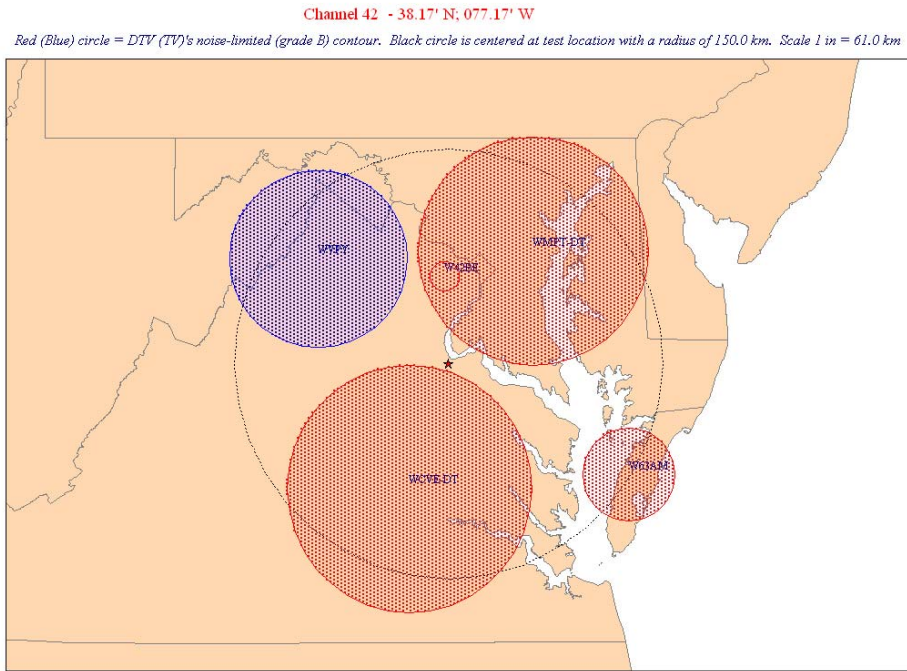 Channel 42 - 38.17' N; 077.17' W
Red (Blue) circle = DTV (TV)'s noise-limited (grade B) contour. Black circle is centered at test location with a radius of 150.0 km. Scale 1 in = 61.0 km
WVPY
WMPT-DT
W42BE
W63AM
WCVE-DT